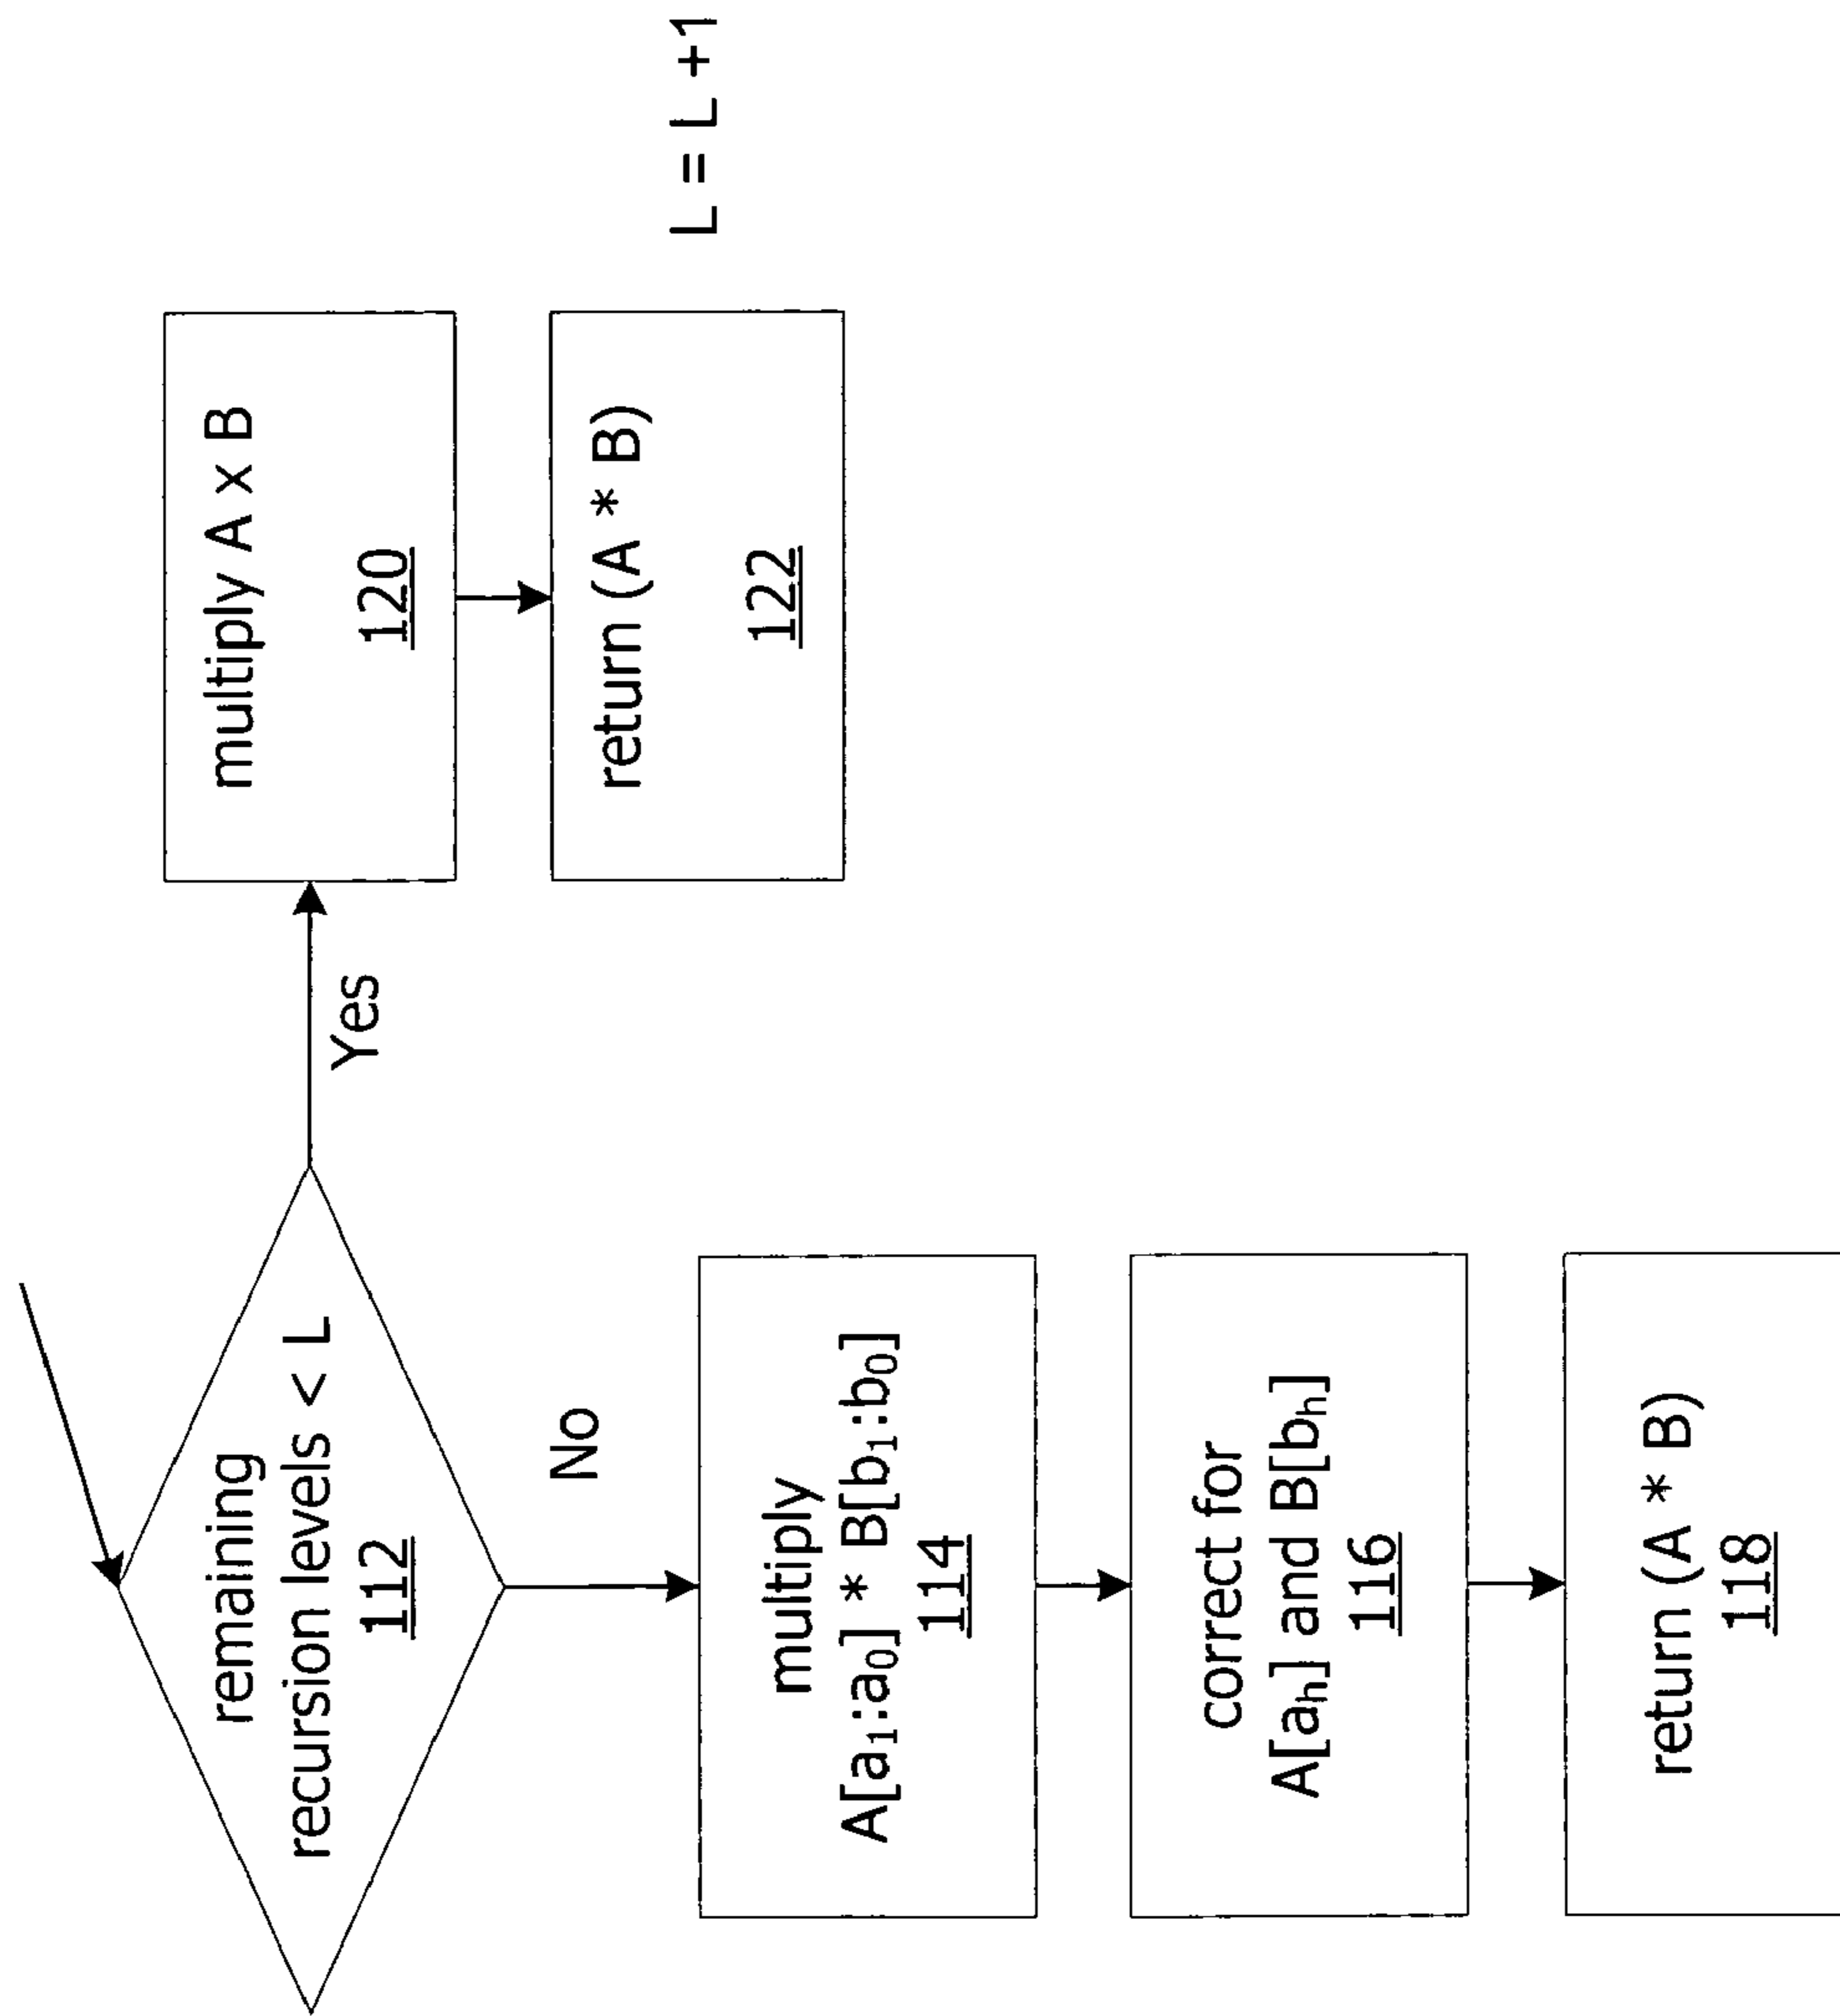 remaining
recursion levels < L
112
Yes
multiply A x B
120
return (A * B)
122
L = L +1
No
multiply
A[a₁:a₀] * B[b₁:b₀]
114
correct for
A[aₕ] and B[bₕ]
116
return (A * B)
118